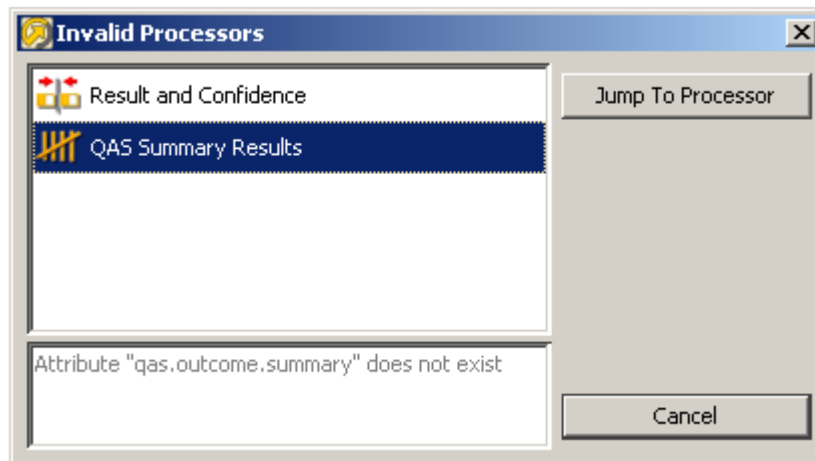 Invalid Processors
Result and Confidence
Jump To Processor
QAS Summary Results
Attribute "qas.outcome.summary" does not exist
Cancel